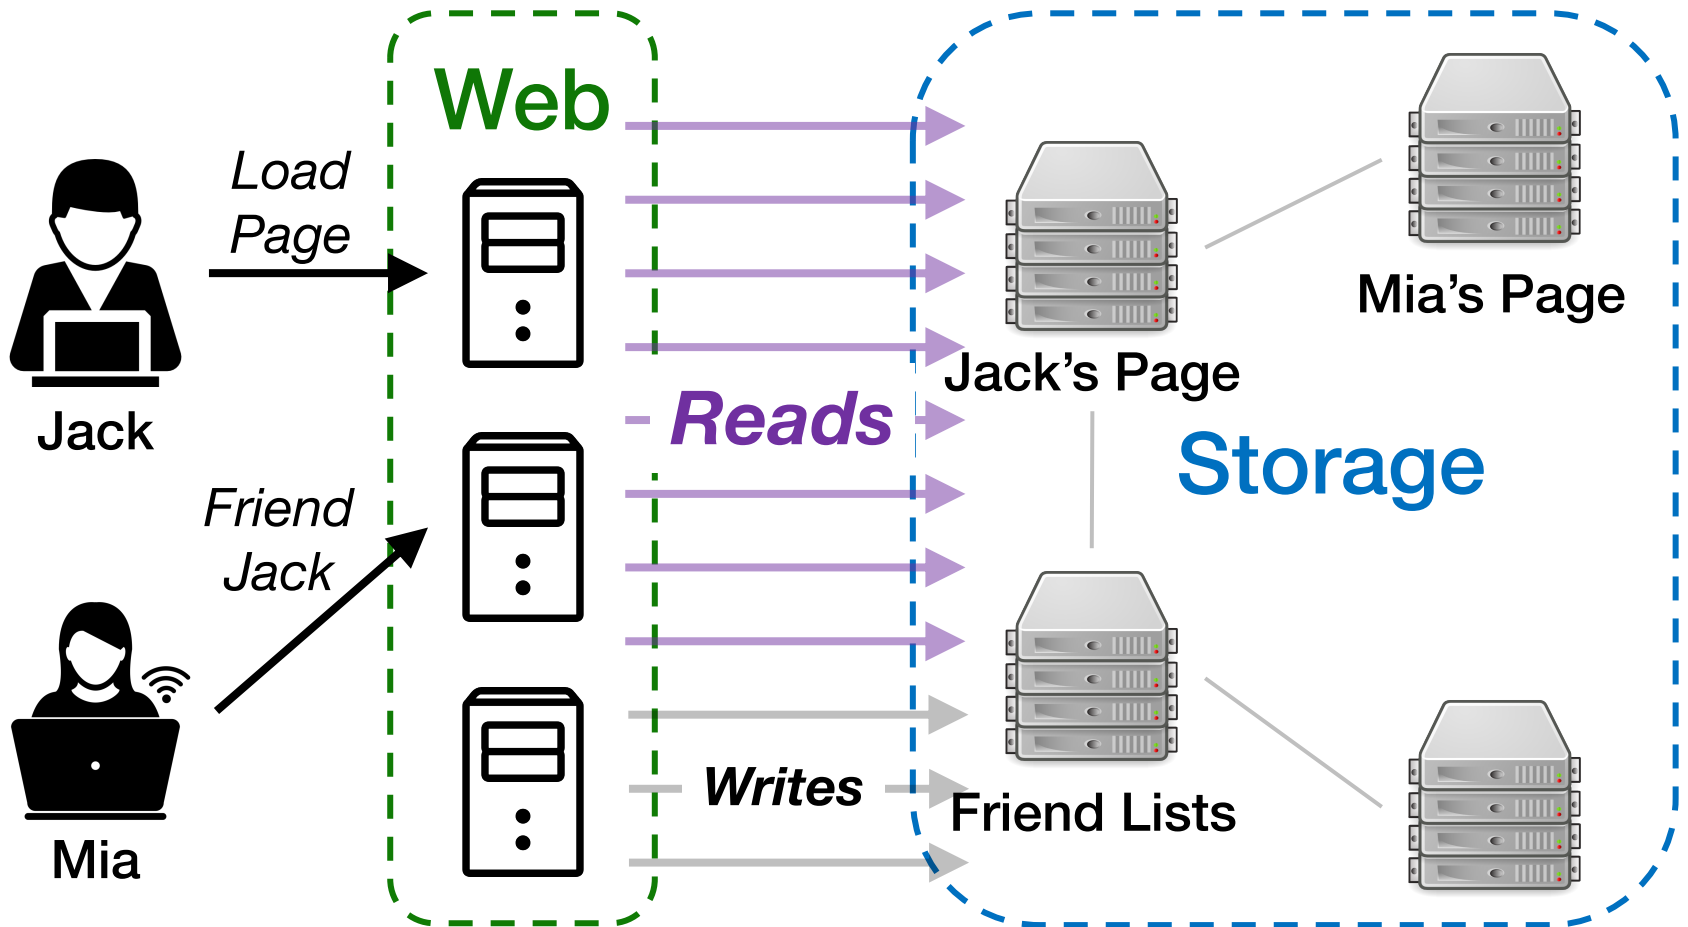 Web
Load
Page
Jack
Friend
Jack
Mia
Reads
Writes
Mia's Page
Jack's Page
Storage
Friend Lists